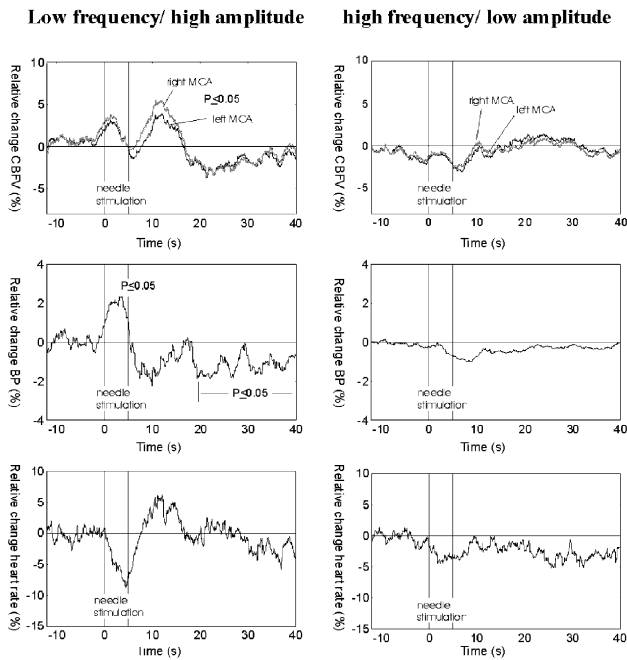 Low frequency/ high amplitude
high frequency/ low amplitude
Relative change CBFV (%)
10
5
0
-5
right MCA
P≤0.05
left MCA
needle
stimulation
-10 0 10 20 30 40
Time (s)
Relative change CBFV (%)
10
5
0
-5
right MCA
left MCA
needle
stimulation
-10 0 10 20 30 40
Time (s)
Relative change BP (%)
4
2
0
-2
-4
P≤0.05
P≤0.05
needle
stimulation
-10 0 10 20 30 40
Time (s)
Relative change BP (%)
4
2
0
-2
-4
needle
stimulation
-10 0 10 20 30 40
Time (s)
Relative change heart rate (%)
10
5
0
-5
-10
-15
needle
stimulation
-10 0 10 20 30 40
Time (s)
Relative change heart rate (%)
10
5
0
-5
-10
-15
needle
stimulation
-10 0 10 20 30 40
Time (s)